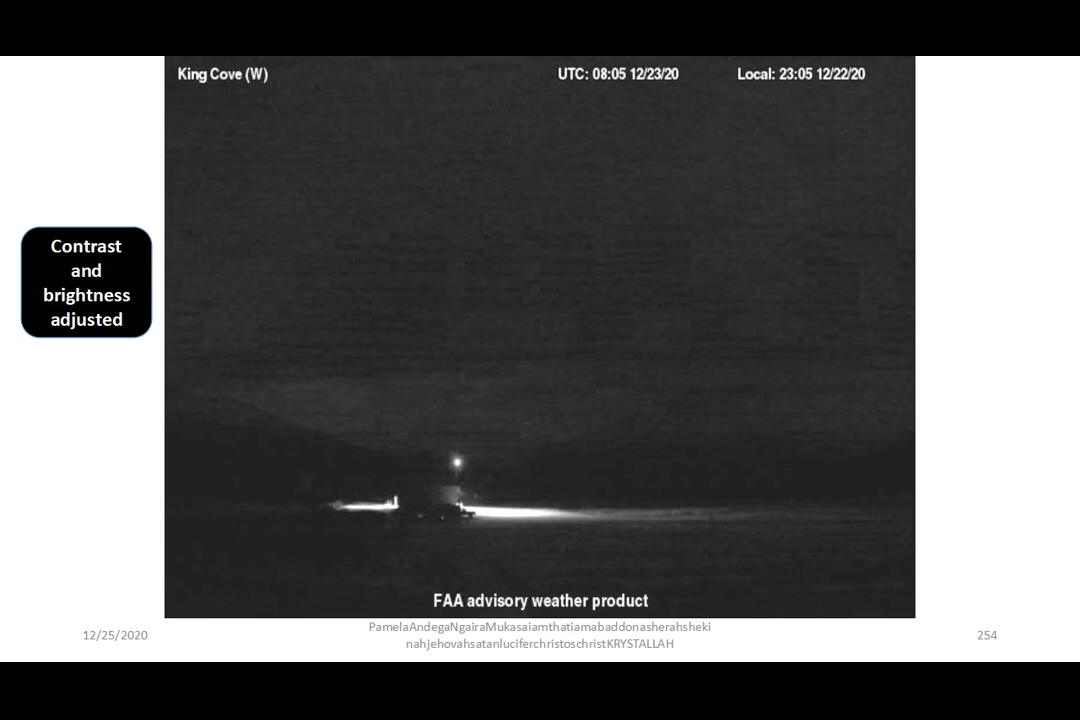 King Cove (W) UTC: 08:05 12/23/20 Local: 23:05 12/22/20
Contrast
and
brightness
adjusted
FAA advisory weather product
12/25/2020
PamelaAndegaNgairaMukasaiamthatiamabaddonasherahsheki
nahjehovahsatanluciferchristoschristKRYSTALLAH
254